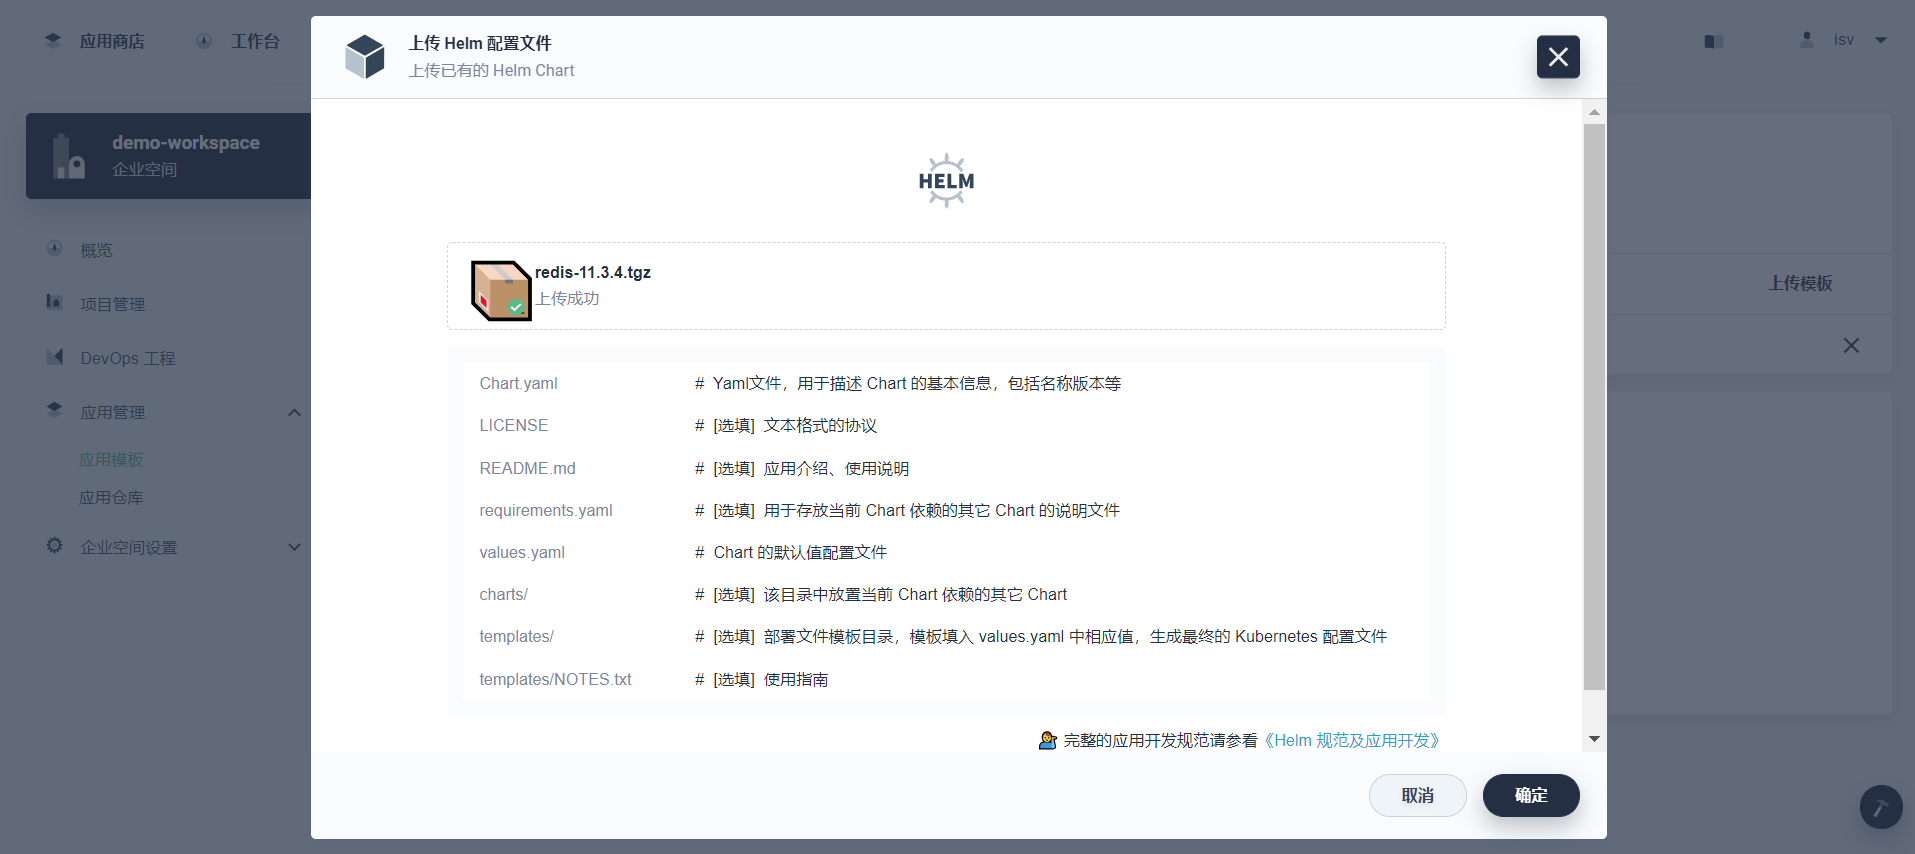 应用商店
工作台
isv
demo-workspace
企业空间
概览
项目管理
DevOps 工程
应用管理
应用模板
应用仓库
企业空间设置
上传 Helm 配置文件
上传已有的 Helm Chart
HELM
redis-11.3.4.tgz
上传成功
Chart.yaml # Yaml文件，用于描述 Chart 的基本信息，包括名称版本等
LICENSE # [选填] 文本格式的协议
README.md # [选填] 应用介绍、使用说明
requirements.yaml # [选填] 用于存放当前 Chart 依赖的其它 Chart 的说明文件
values.yaml # Chart 的默认值配置文件
charts/ # [选填] 该目录中放置当前 Chart 依赖的其它 Chart
templates/ # [选填] 部署文件模板目录，模板填入 values.yaml 中相应值，生成最终的 Kubernetes 配置文件
templates/NOTES.txt # [选填] 使用指南
完整的应用开发规范请参看《Helm 规范及应用开发》
取消
确定
上传模板